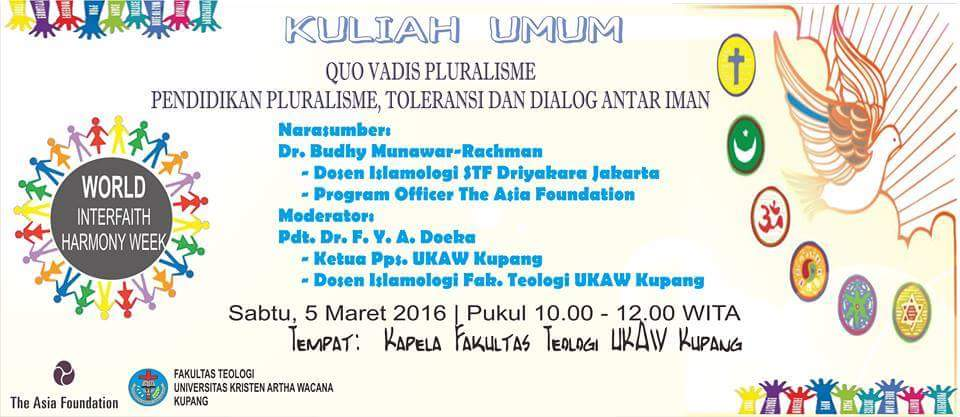 KULIAH UMUM
QUO VADIS PLURALISME
PENDIDIKAN PLURALISME, TOLERANSI DAN DIALOG ANTAR IMAN
Narasumber:
Dr. Budhy Munawar-Rachman
- Dosen Islamologi STF Driyakara Jakarta
- Program Officer The Asia Foundation
Moderator:
Pdt. Dr. F. Y. A. Doeka
- Ketua Pps. UKAW Kupang
- Dosen Islamologi Fak. Teologi UKAW Kupang
WORLD
INTERFAITH
HARMONY WEEK
Sabtu, 5 Maret 2016 | Pukul 10.00 - 12.00 WITA
TEMPAT: KAPELA FAKULTAS TEOLOGI UKAW KUPANG
The Asia Foundation
FAKULTAS TEOLOGI
UNIVERSITAS KRISTEN ARTHA WACANA
KUPANG